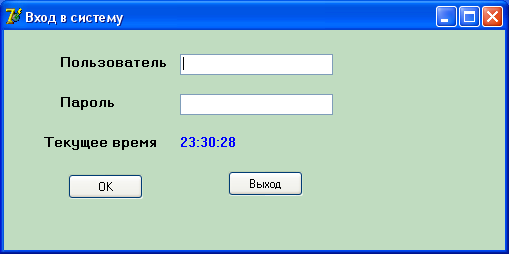 Вход в систему
Пользователь
Пароль
Текущее время 23:30:28
OK Выход